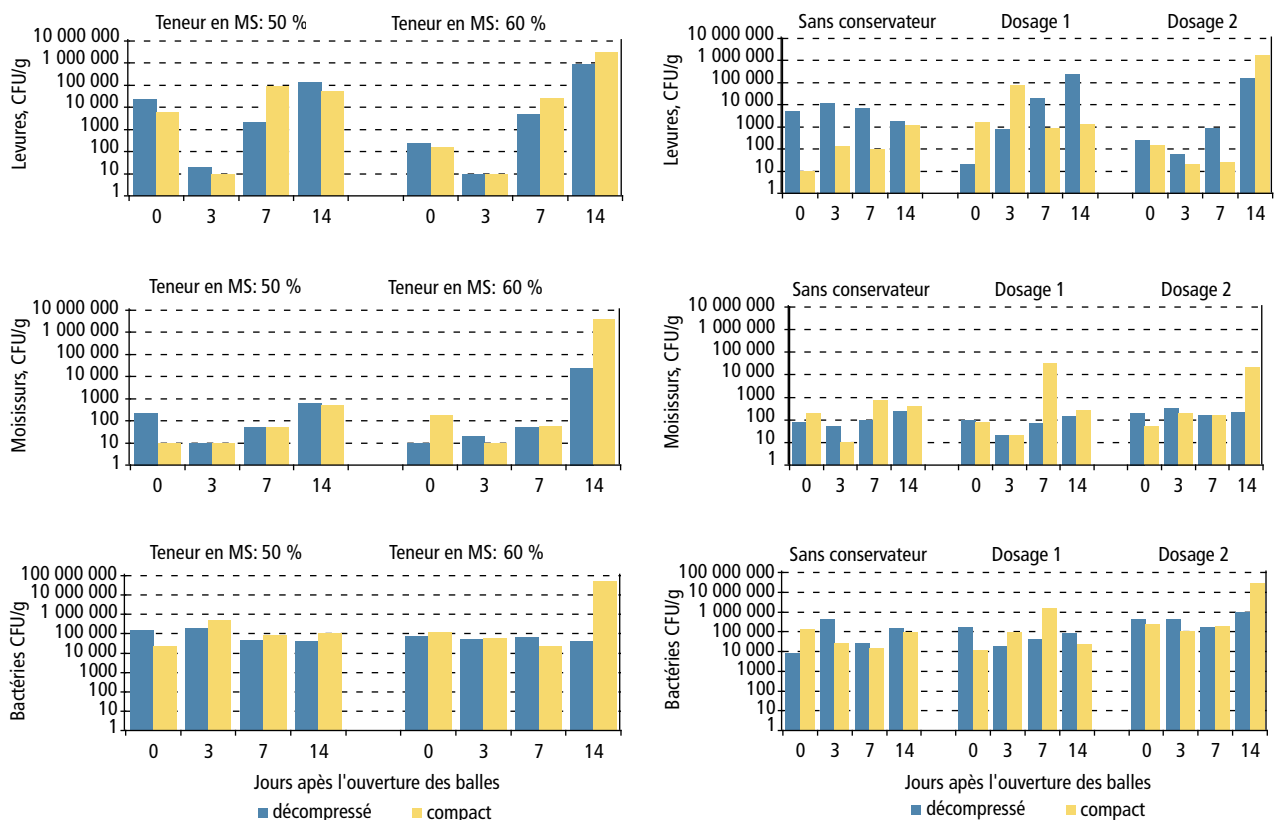 Teneur en MS: 50 %
Teneur en MS: 60 %
Levures, CFU/g
10 000 000
1 000 000
100 000
10 000
1000
100
10
1
0 3 7 14
0 3 7 14
Sans conservateur
Dosage 1
Dosage 2
Levures, CFU/g
10 000 000
1 000 000
100 000
10 000
1000
100
10
1
0 3 7 14
0 3 7 14
0 3 7 14
Teneur en MS: 50 %
Teneur en MS: 60 %
Moisissurs, CFU/g
10 000 000
1 000 000
100 000
10 000
1000
100
10
1
0 3 7 14
0 3 7 14
Sans conservateur
Dosage 1
Dosage 2
Moisissurs, CFU/g
10 000 000
1 000 000
100 000
10 000
1000
100
10
1
0 3 7 14
0 3 7 14
0 3 7 14
Teneur en MS: 50 %
Teneur en MS: 60 %
Bactéries CFU/g
100 000 000
1 000 000
100 000
10 000
1000
100
10
1
0 3 7 14
0 3 7 14
Jours apès l'ouverture des balles
décompressé
compact
Sans conservateur
Dosage 1
Dosage 2
Bactéries CFU/g
100 000 000
1 000 000
100 000
10 000
100
10
1
0 3 7 14
0 3 7 14
0 3 7 14
Jours apès l'ouverture des balles
décompressé
compact